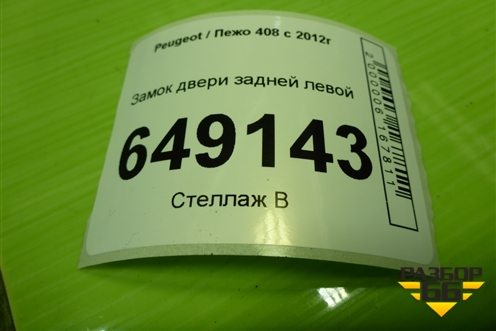 Peugeot / Пежо 408 с 2012г
Замок двери задней левой
649143
Стеллаж В
2000006167811
РАЗБОР
66